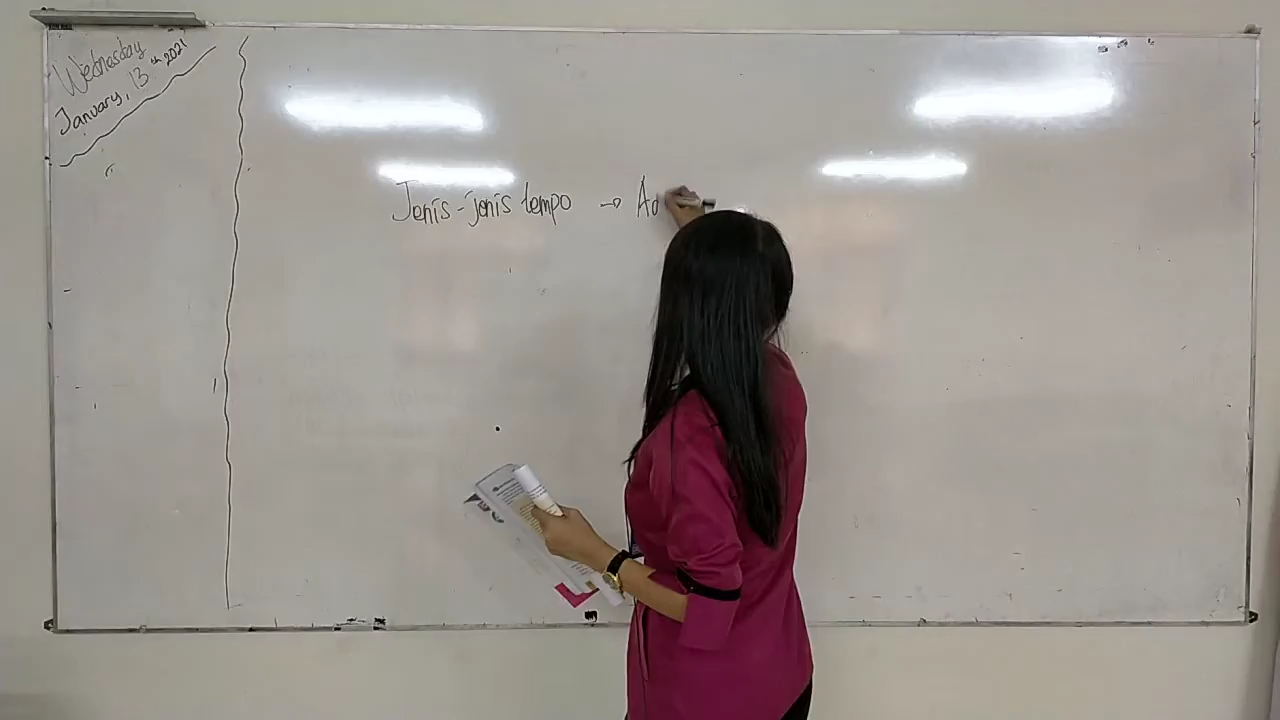 Wednesday
January, 13th 2021
Jenis-jenis tempo → Ad